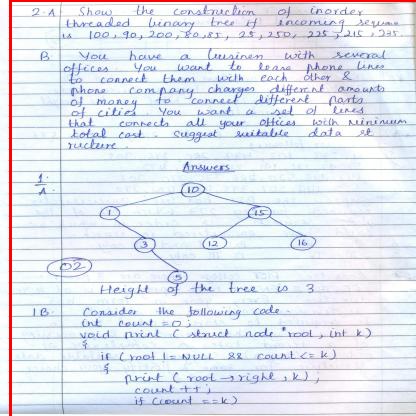 2.A Show the construction of inorder
threaded binary tree if incoming sequence
is 100, 90, 200, 80, 85, 25, 250, 225, 215, 235.
B. You have a business with several
offices. You want to lease phone lines
to connect them with each other &
phone company charges different amounts
of money to connect different parts
of cities You want a set of lines
that connects all your offices with minimum
total cost. suggest suitable data st
ructure.
Answers
1.
A.
10
1 15
3 12 16
5
02
Height of the tree is 3
1B. Consider the following code.
int count = 0;
void print ( struct node *root, int k)
{
if (root != NULL && count <= k)
{
print ( root → right, k);
count ++;
if (count == k)